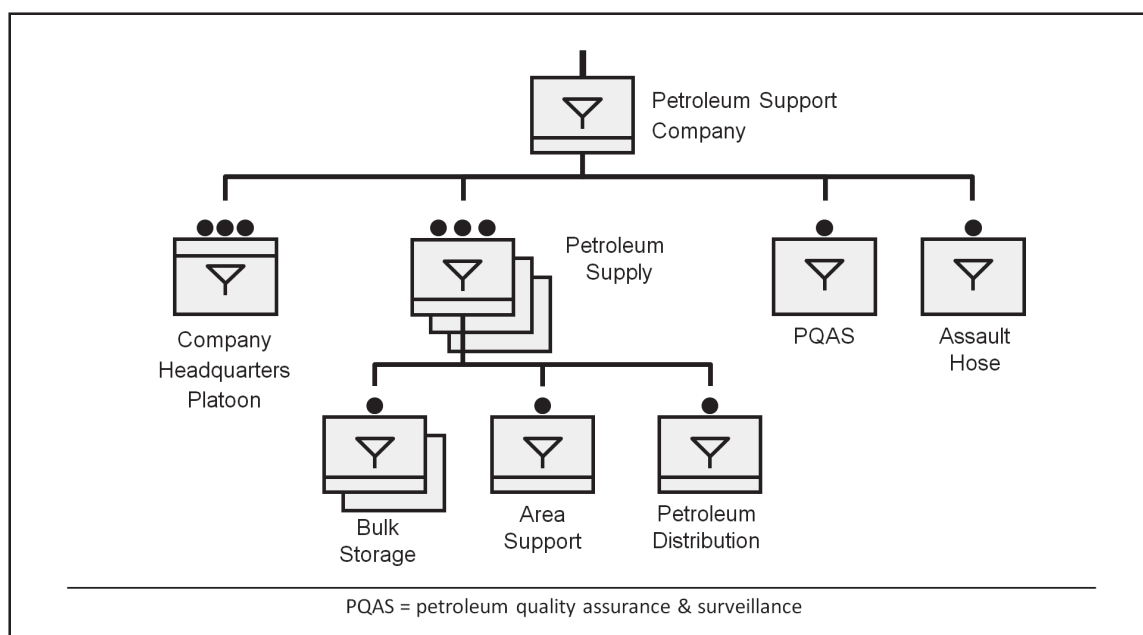 Petroleum Support
Company
Petroleum
Supply
Company
Headquarters
Platoon
PQAS
Assault
Hose
Bulk
Storage
Area
Support
Petroleum
Distribution
PQAS = petroleum quality assurance & surveillance